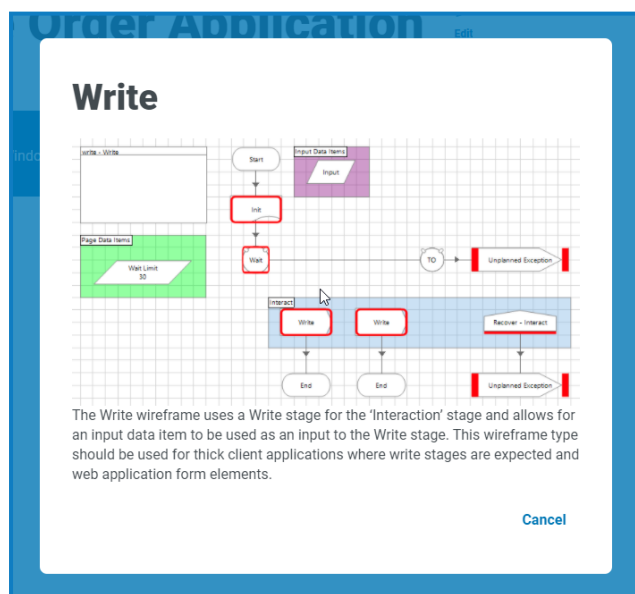 Order Application
Edit
indo
Write
write - Write
Start
Input Data Items
Input
Init
Page Data Items
Wait Limit
30
Wait
TO
Unplanned Exception
Interact
Write
Write
Recover - Interact
End
End
Unplanned Exception
The Write wireframe uses a Write stage for the ‘Interaction’ stage and allows for
an input data item to be used as an input to the Write stage. This wireframe type
should be used for thick client applications where write stages are expected and
web application form elements.
Cancel